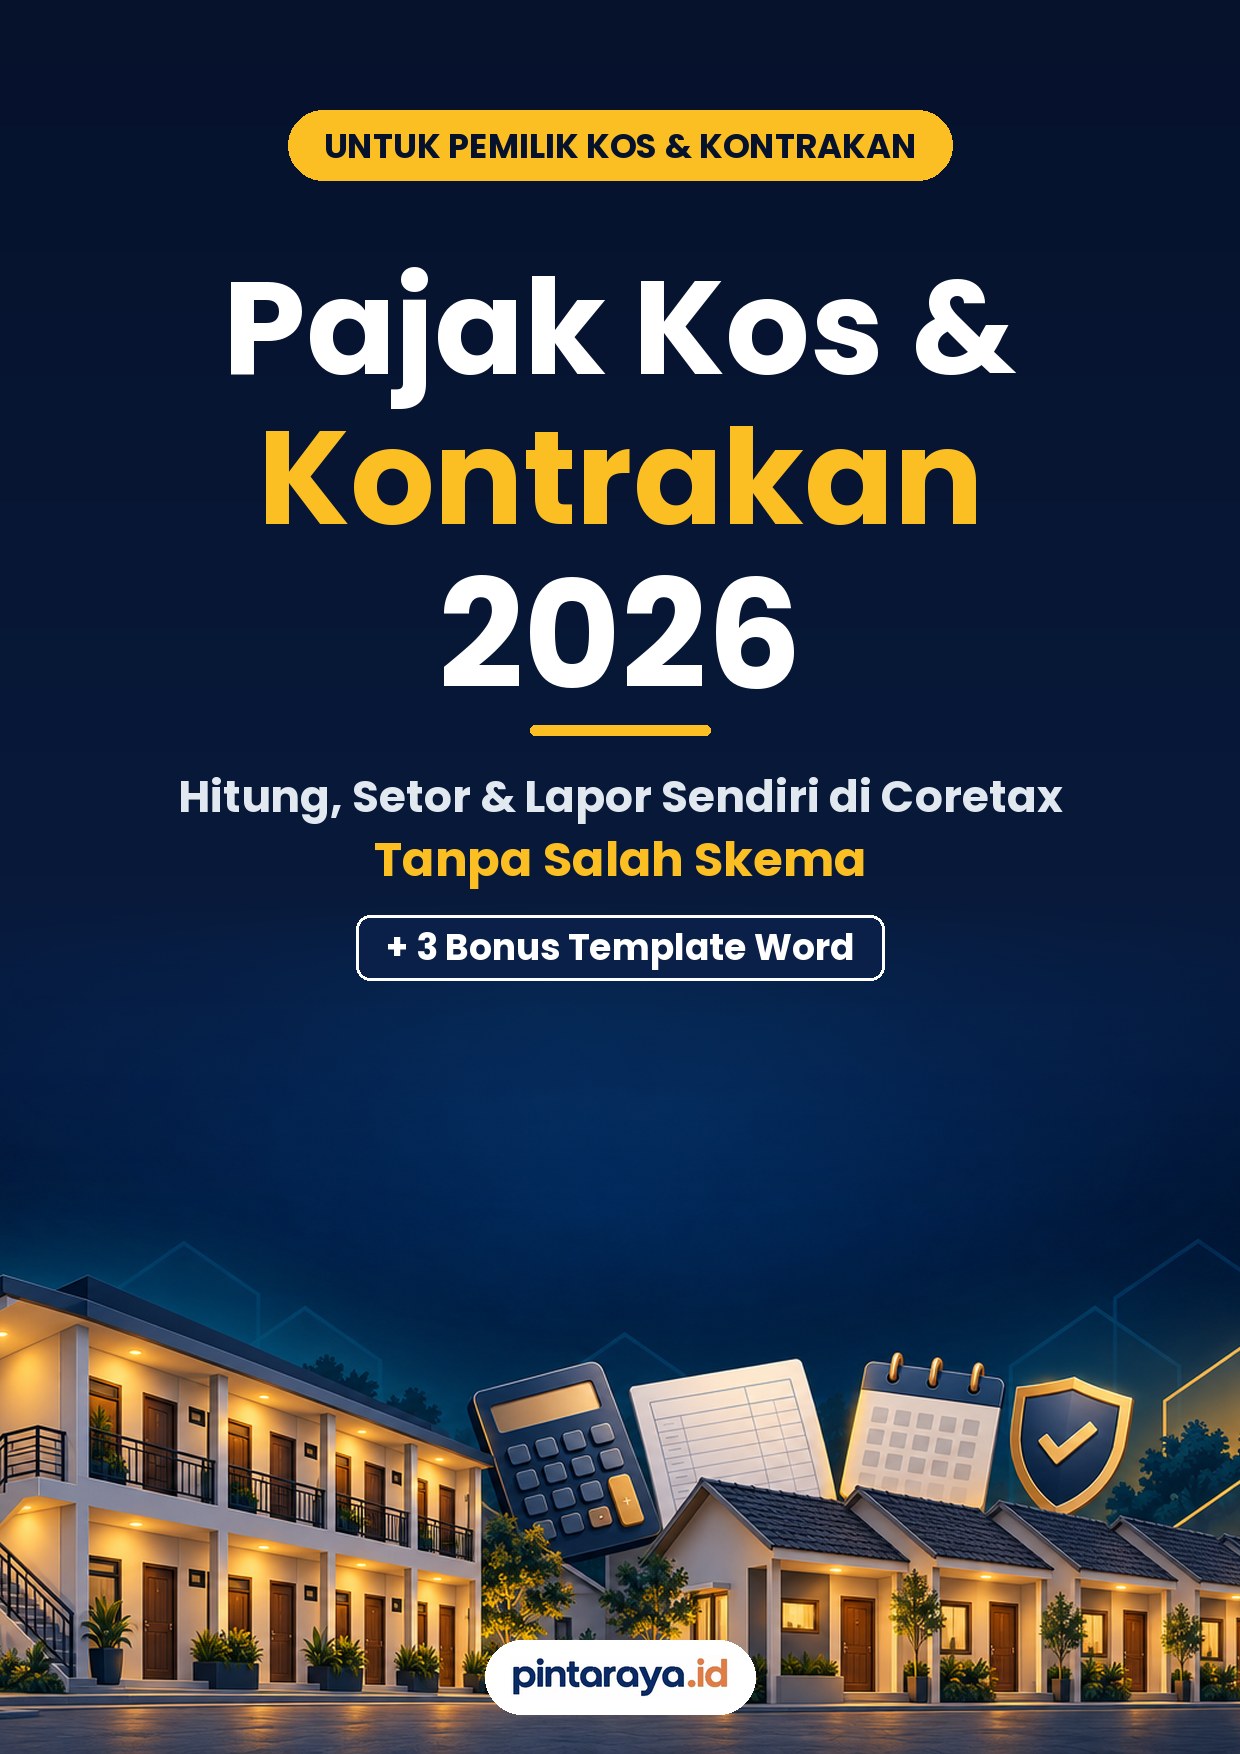 UNTUK PEMILIK KOS & KONTRAKAN
Pajak Kos &
Kontrakan
2026
Hitung, Setor & Lapor Sendiri di Coretax
Tanpa Salah Skema
+ 3 Bonus Template Word
pintaraya.id